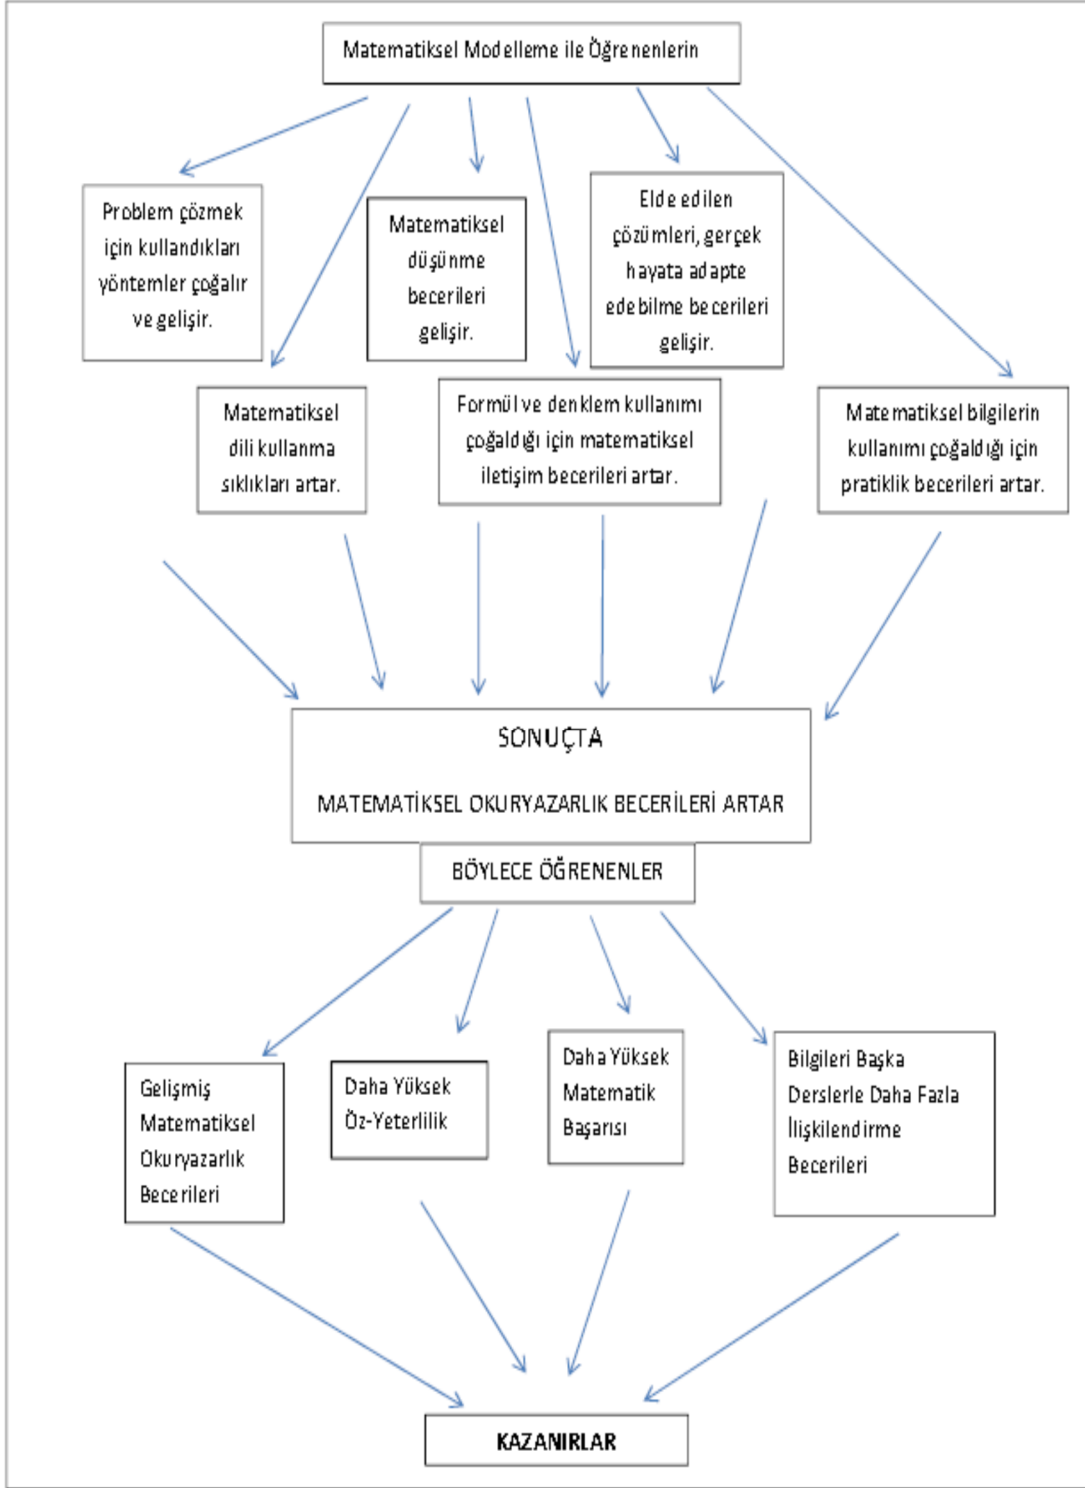 Matematiksel Modelleme ile Öğrenenlerin
Problem çözmek
için kullandıkları
yöntemler çoğalır
ve gelişir.
Matematiksel
düşünme
becerileri
gelişir.
Elde edilen
çözümleri, gerçek
hayata adapte
edebilme becerileri
gelişir.
Matematiksel
dili kullanma
sıklıkları artar.
Formül ve denklem kullanımı
çoğaldığı için matematiksel
iletişim becerileri artar.
Matematiksel bilgilerin
kullanımı çoğaldığı için
pratiklik becerileri artar.
SONUÇTA
MATEMATİKSEL OKURYAZARLIK BECERİLERİ ARTAR
BÖYLECE ÖĞRENENLER
Gelişmiş
Matematiksel
Okuryazarlık
Becerileri
Daha Yüksek
Öz-Yeterlilik
Daha Yüksek
Matematik
Başarısı
Bilgileri Başka
Derslerle Daha Fazla
İlişkilendirme
Becerileri
KAZANIRLAR